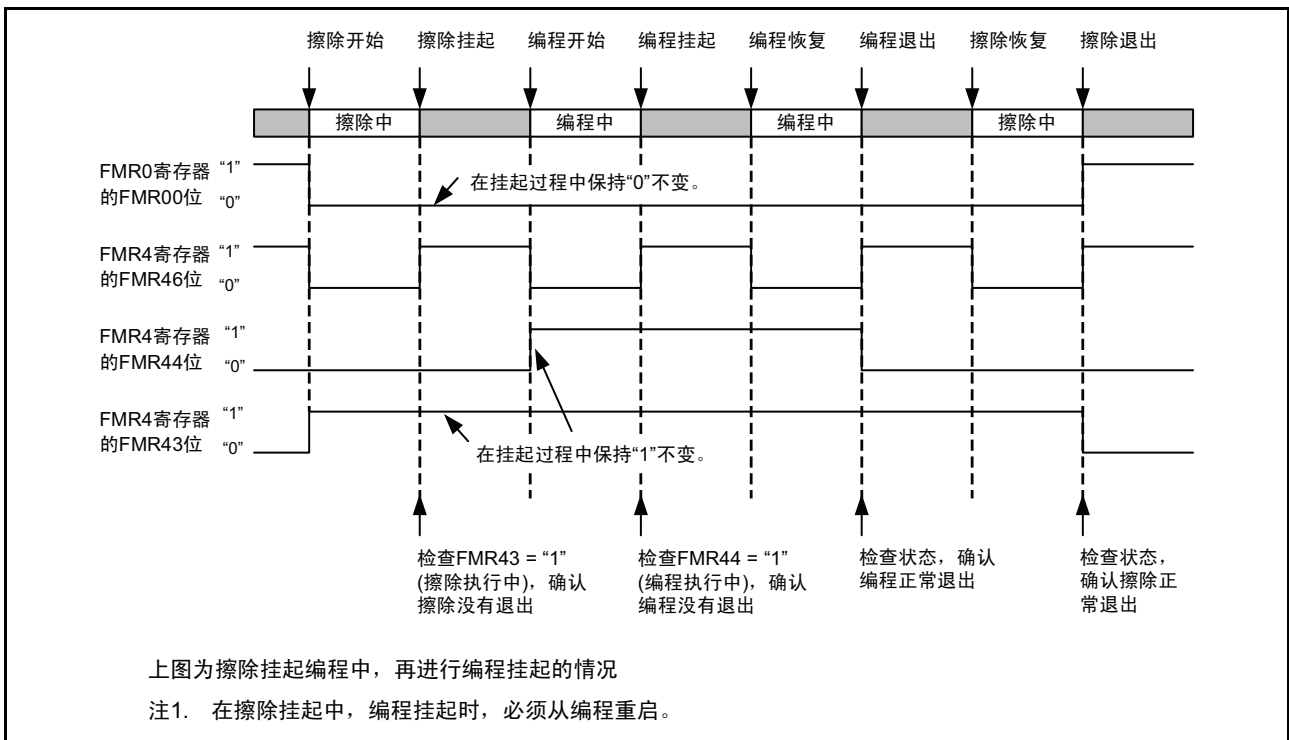 擦除开始 擦除挂起 编程开始 编程挂起 编程恢复 编程退出 擦除恢复 擦除退出
擦除中 编程中 编程中 擦除中
FMR0寄存器 “1”
的FMR00位 “0”
在挂起过程中保持“0”不变。
FMR4寄存器 “1”
的FMR46位 “0”
FMR4寄存器 “1”
的FMR44位 “0”
FMR4寄存器 “1”
的FMR43位 “0”
在挂起过程中保持“1”不变。
检查FMR43 = “1”
(擦除执行中)，确认
擦除没有退出
检查FMR44 = “1”
(编程执行中)，确认
编程没有退出
检查状态，确认
编程正常退出
检查状态，
确认擦除正
常退出
上图为擦除挂起编程中，再进行编程挂起的情况
注1. 在擦除挂起中，编程挂起时，必须从编程重启。